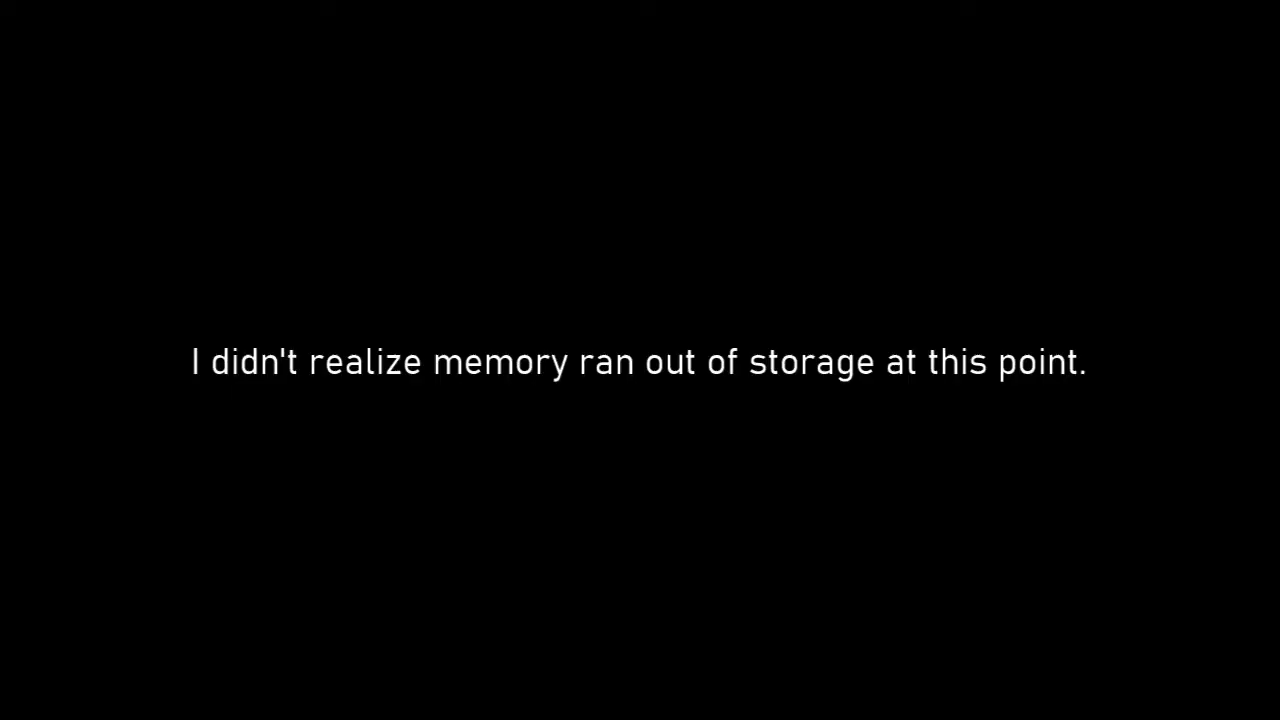 I didn't realize memory ran out of storage at this point.